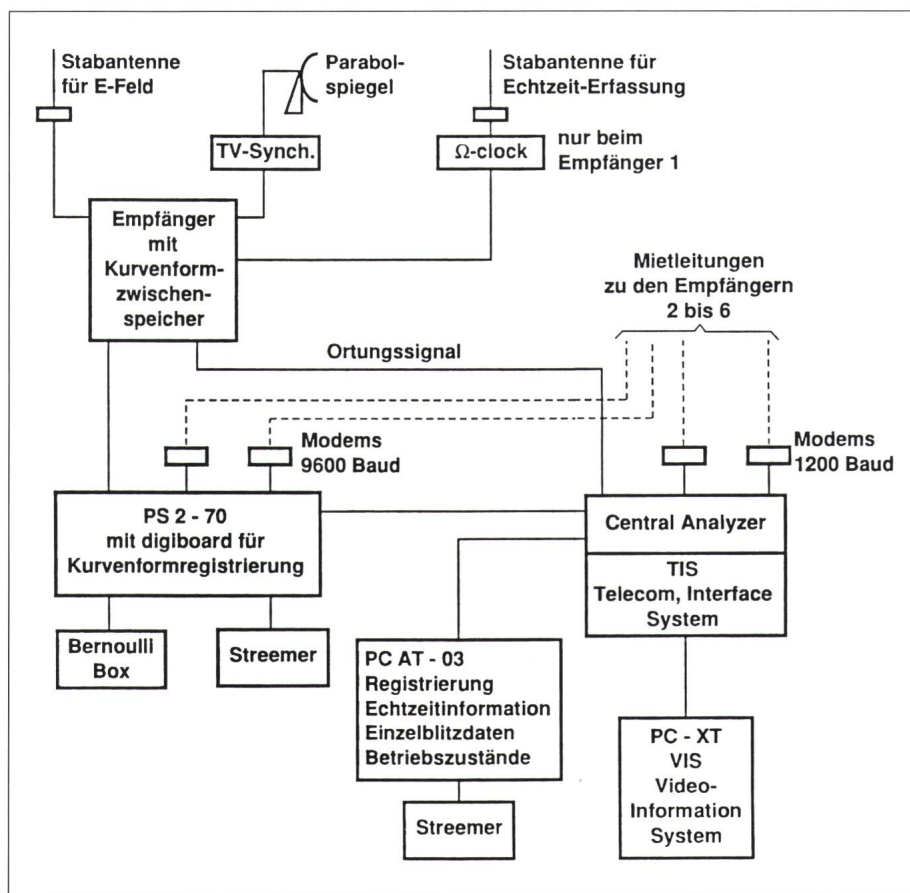 Stabantenne
für E-Feld
Parabol-
spiegel
Stabantenne für
Echtzeit-Erfassung
TV-Synch.
Ω-clock
nur beim
Empfänger 1
Empfänger
mit
Kurvenform-
zwischen-
speicher
Mietleitungen
zu den Empfängern
2 bis 6
Ortungssignal
Modems
9600 Baud
Modems
1200 Baud
PS 2 - 70
mit digiboard für
Kurvenformregistrierung
Central Analyzer
TIS
Telecom, Interface
System
Bernoulli
Box
Streemer
PC AT - 03
Registrierung
Echtzeitinformation
Einzelblitzdaten
Betriebszustände
PC - XT
VIS
Video-
Information
System
Streemer